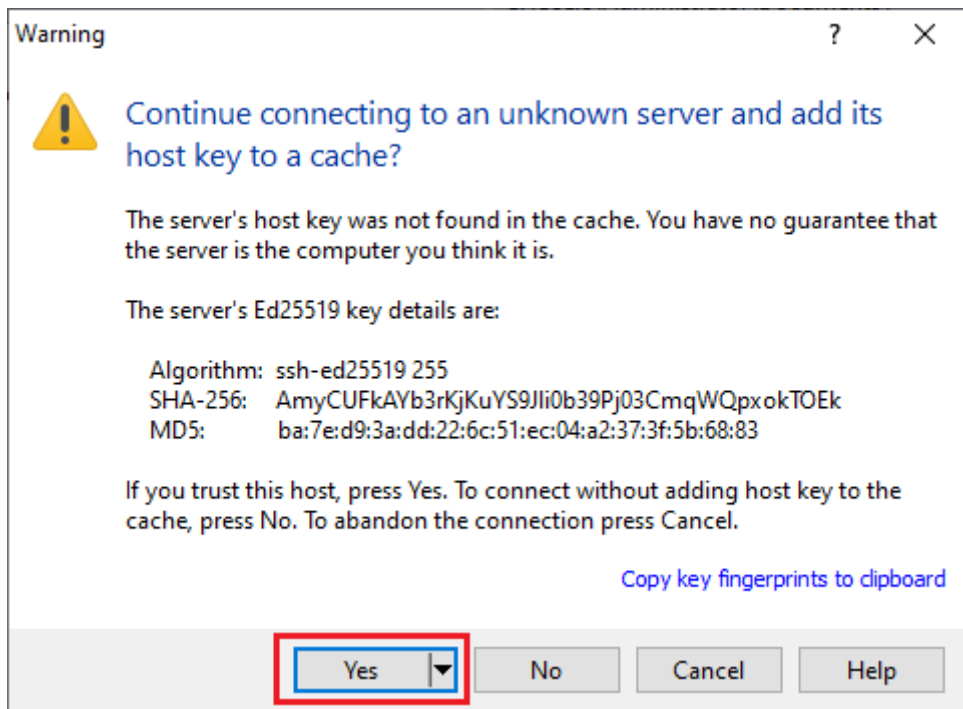 Warning
?
Continue connecting to an unknown server and add its
host key to a cache?
The server's host key was not found in the cache. You have no guarantee that
the server is the computer you think it is.
The server's Ed25519 key details are:
Algorithm: ssh-ed25519 255
SHA-256: AmyCUFkAYb3rKjKuYS9JIi0b39Pj03CmqWQpxokTOEk
MD5: ba:7e:d9:3a:dd:22:6c:51:ec:04:a2:37:3f:5b:68:83
If you trust this host, press Yes. To connect without adding host key to the
cache, press No. To abandon the connection press Cancel.
Copy key fingerprints to clipboard
Yes No Cancel Help